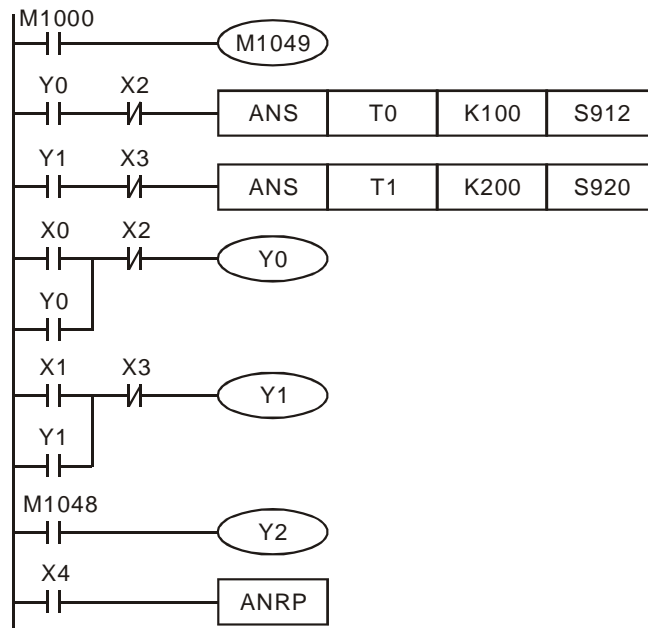 M1000
M1049
Y0 X2
ANS T0 K100 S912
Y1 X3
ANS T1 K200 S920
X0 X2
Y0
Y0
X1 X3
Y1
Y1
M1048
Y2
X4
ANRP